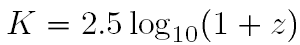 K = 2.5 log₁₀(1 + z)